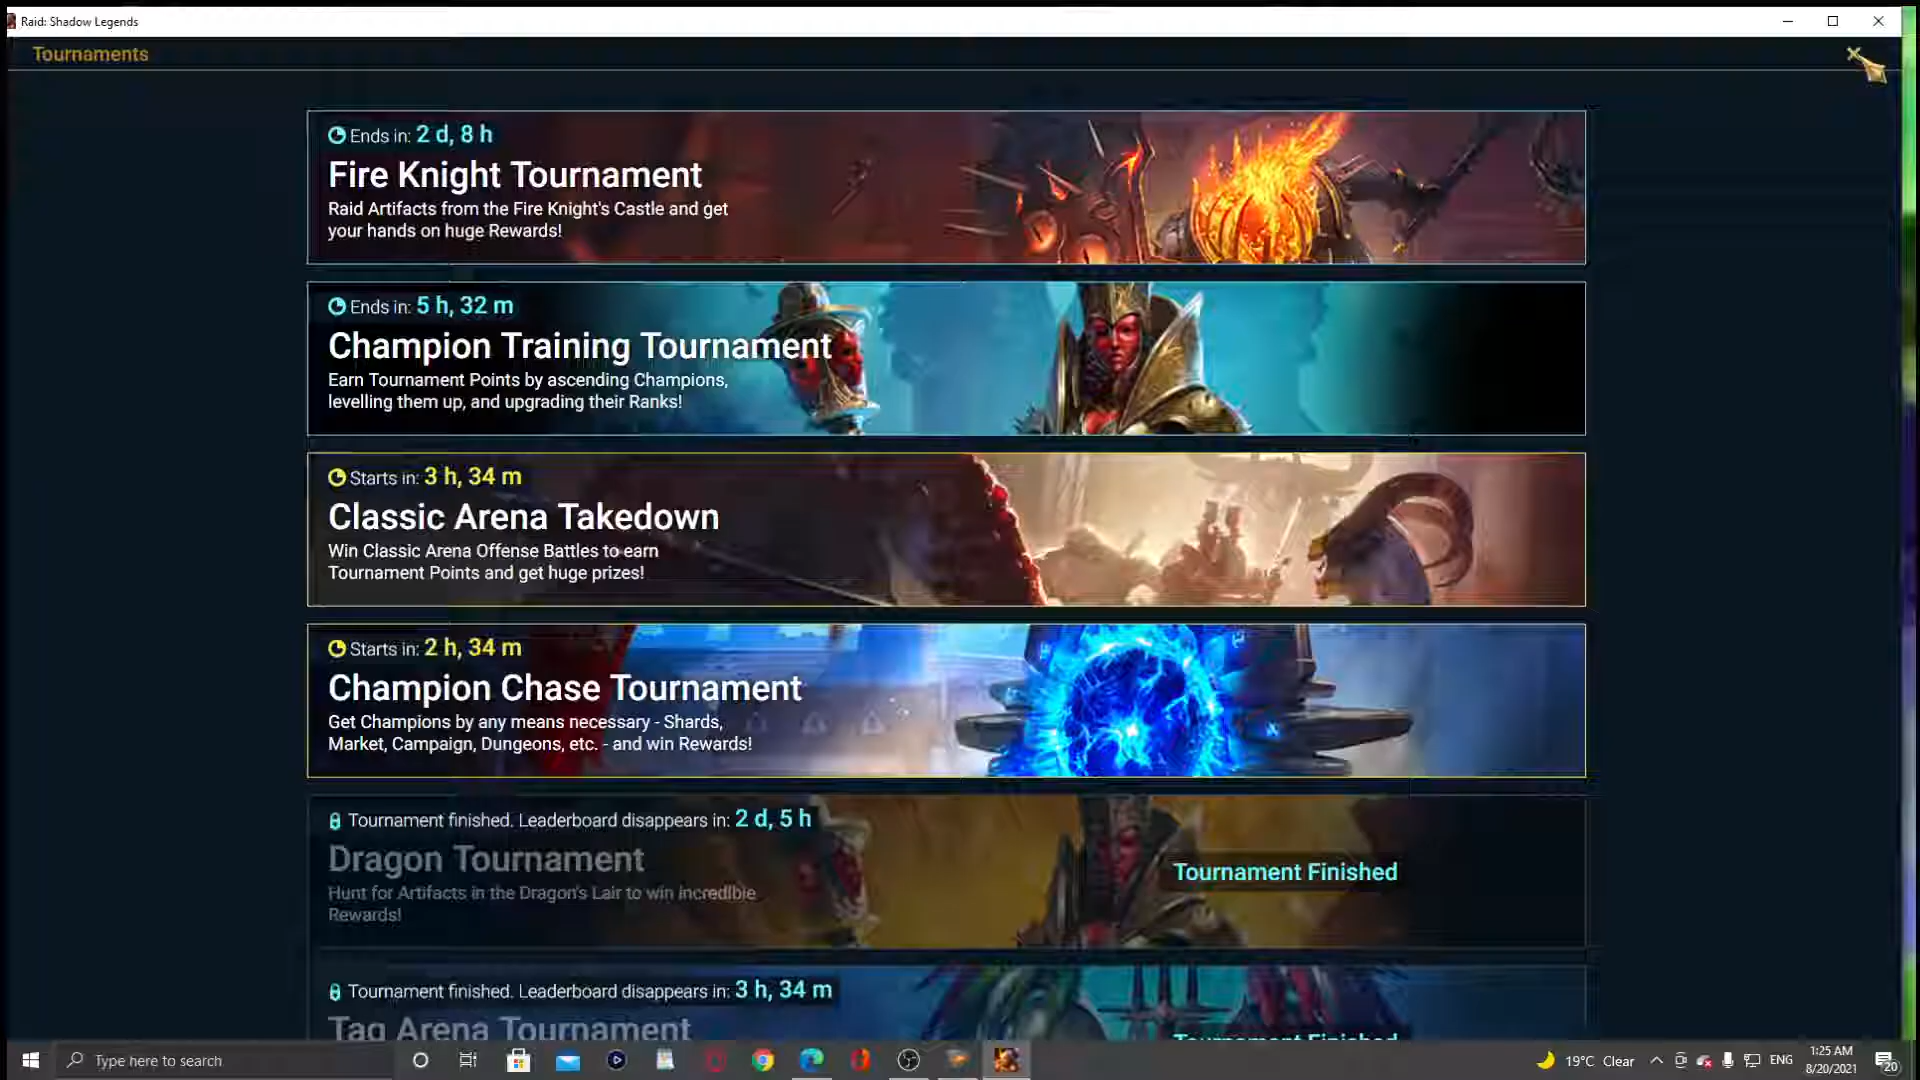 Raid: Shadow Legends
Tournaments
Ends in: 2 d, 8 h
Fire Knight Tournament
Raid Artifacts from the Fire Knight's Castle and get
your hands on huge Rewards!
Ends in: 5 h, 32 m
Champion Training Tournament
Earn Tournament Points by ascending Champions,
levelling them up, and upgrading their Ranks!
Starts in: 3 h, 34 m
Classic Arena Takedown
Win Classic Arena Offense Battles to earn
Tournament Points and get huge prizes!
Starts in: 2 h, 34 m
Champion Chase Tournament
Get Champions by any means necessary - Shards,
Market, Campaign, Dungeons, etc. - and win Rewards!
Tournament finished. Leaderboard disappears in: 2 d, 5 h
Dragon Tournament
Hunt for Artifacts in the Dragon's Lair to win incredible
Rewards!
Tournament Finished
Tournament finished. Leaderboard disappears in: 3 h, 34 m
Tag Arena Tournament
Tournament Finished
Type here to search
19°C Clear
ENG
1:25 AM
8/20/2021
20